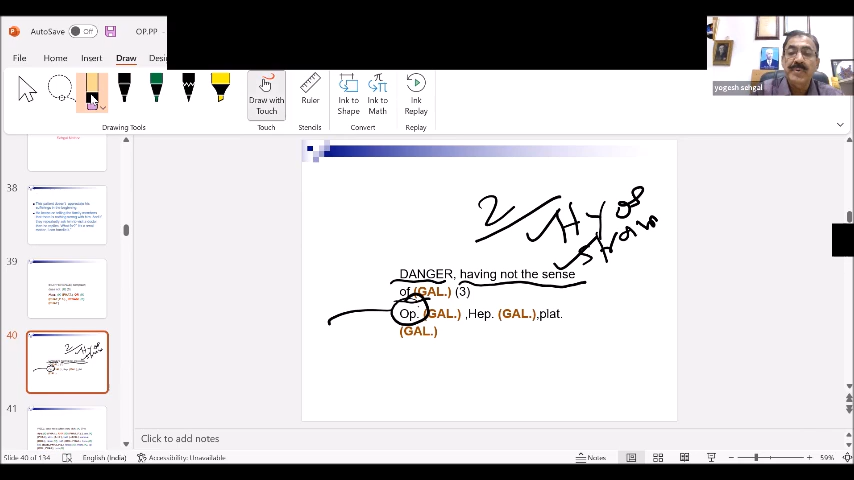 AutoSave Off OP.PP -
File Home Insert Draw Desi
yogesh sehgal
Draw with Touch
Ruler
Ink to Shape
Ink to Math
Ink Replay
Drawing Tools Touch Stencils Convert Replay
38
39
40
41
2 Hyos
stram
DANGER, having not the sense
of (GAL.) (3)
Op. (GAL.) ,Hep. (GAL.),plat.
(GAL.)
Click to add notes
Slide 40 of 134 English (India) Accessibility: Unavailable Notes 59%